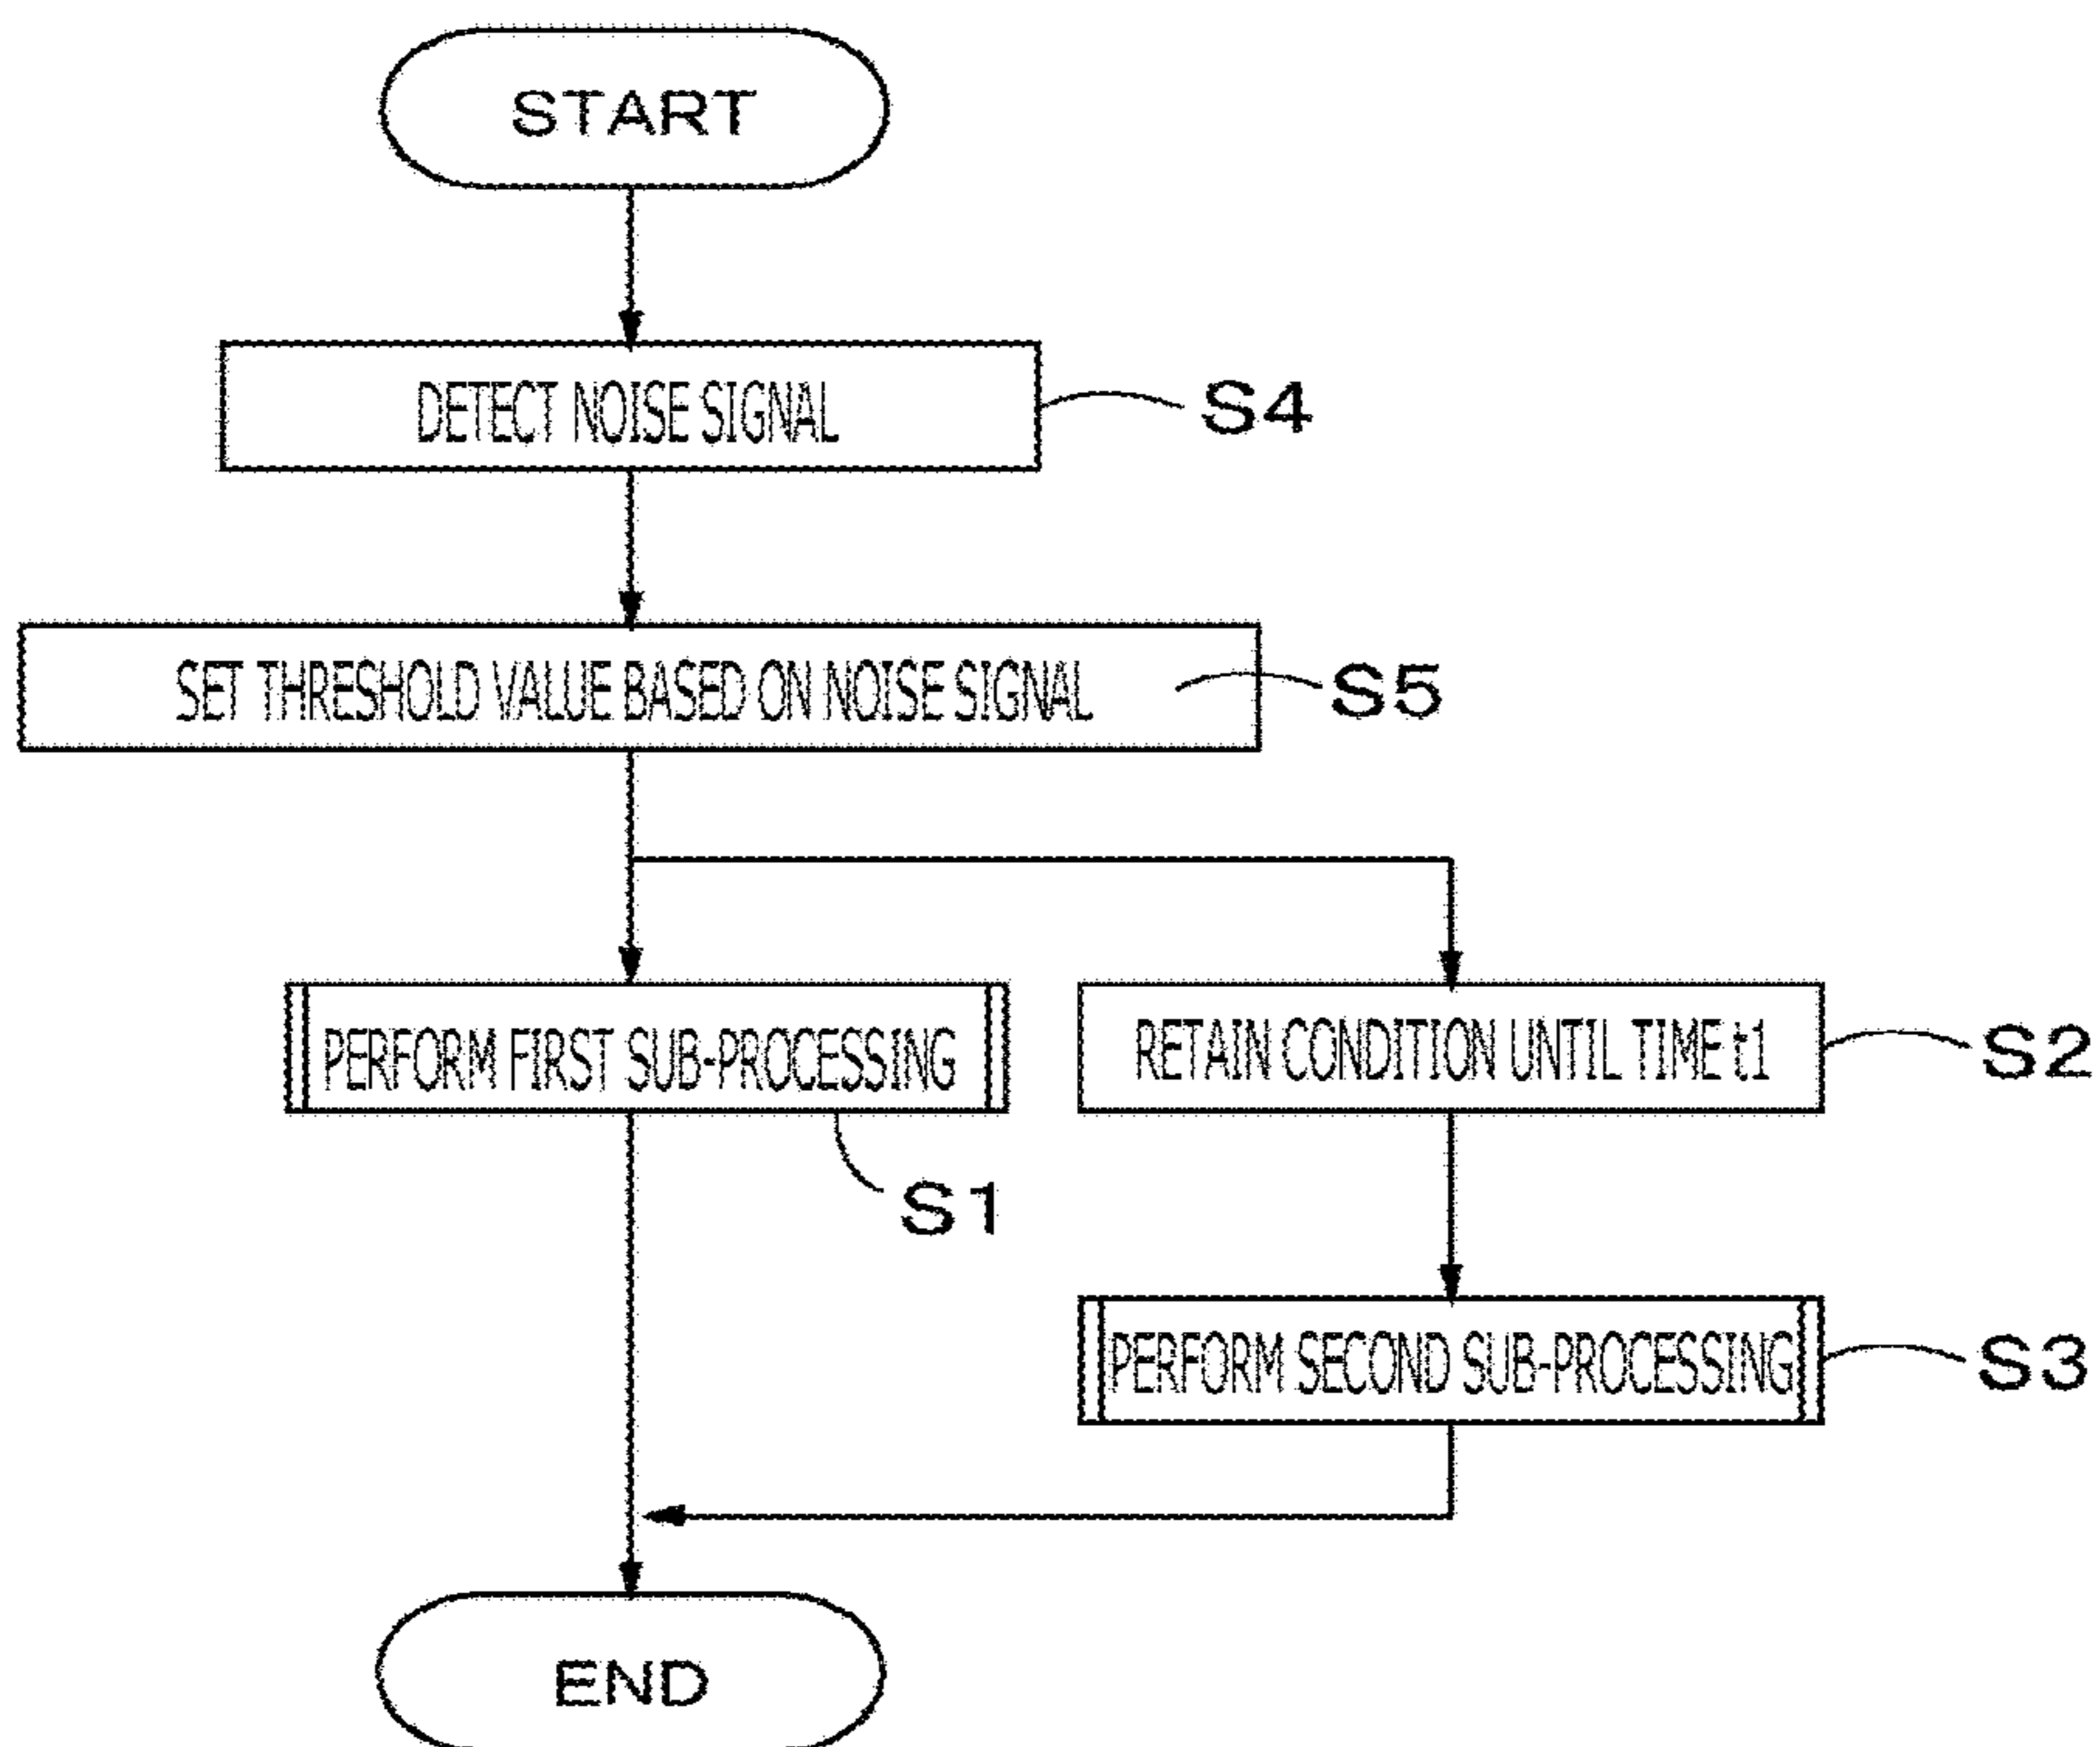 START
DETECT NOISE SIGNAL
S4
SET THRESHOLD VALUE BASED ON NOISE SIGNAL
S5
PERFORM FIRST SUB-PROCESSING
S1
RETAIN CONDITION UNTIL TIME t1
S2
PERFORM SECOND SUB-PROCESSING
S3
END